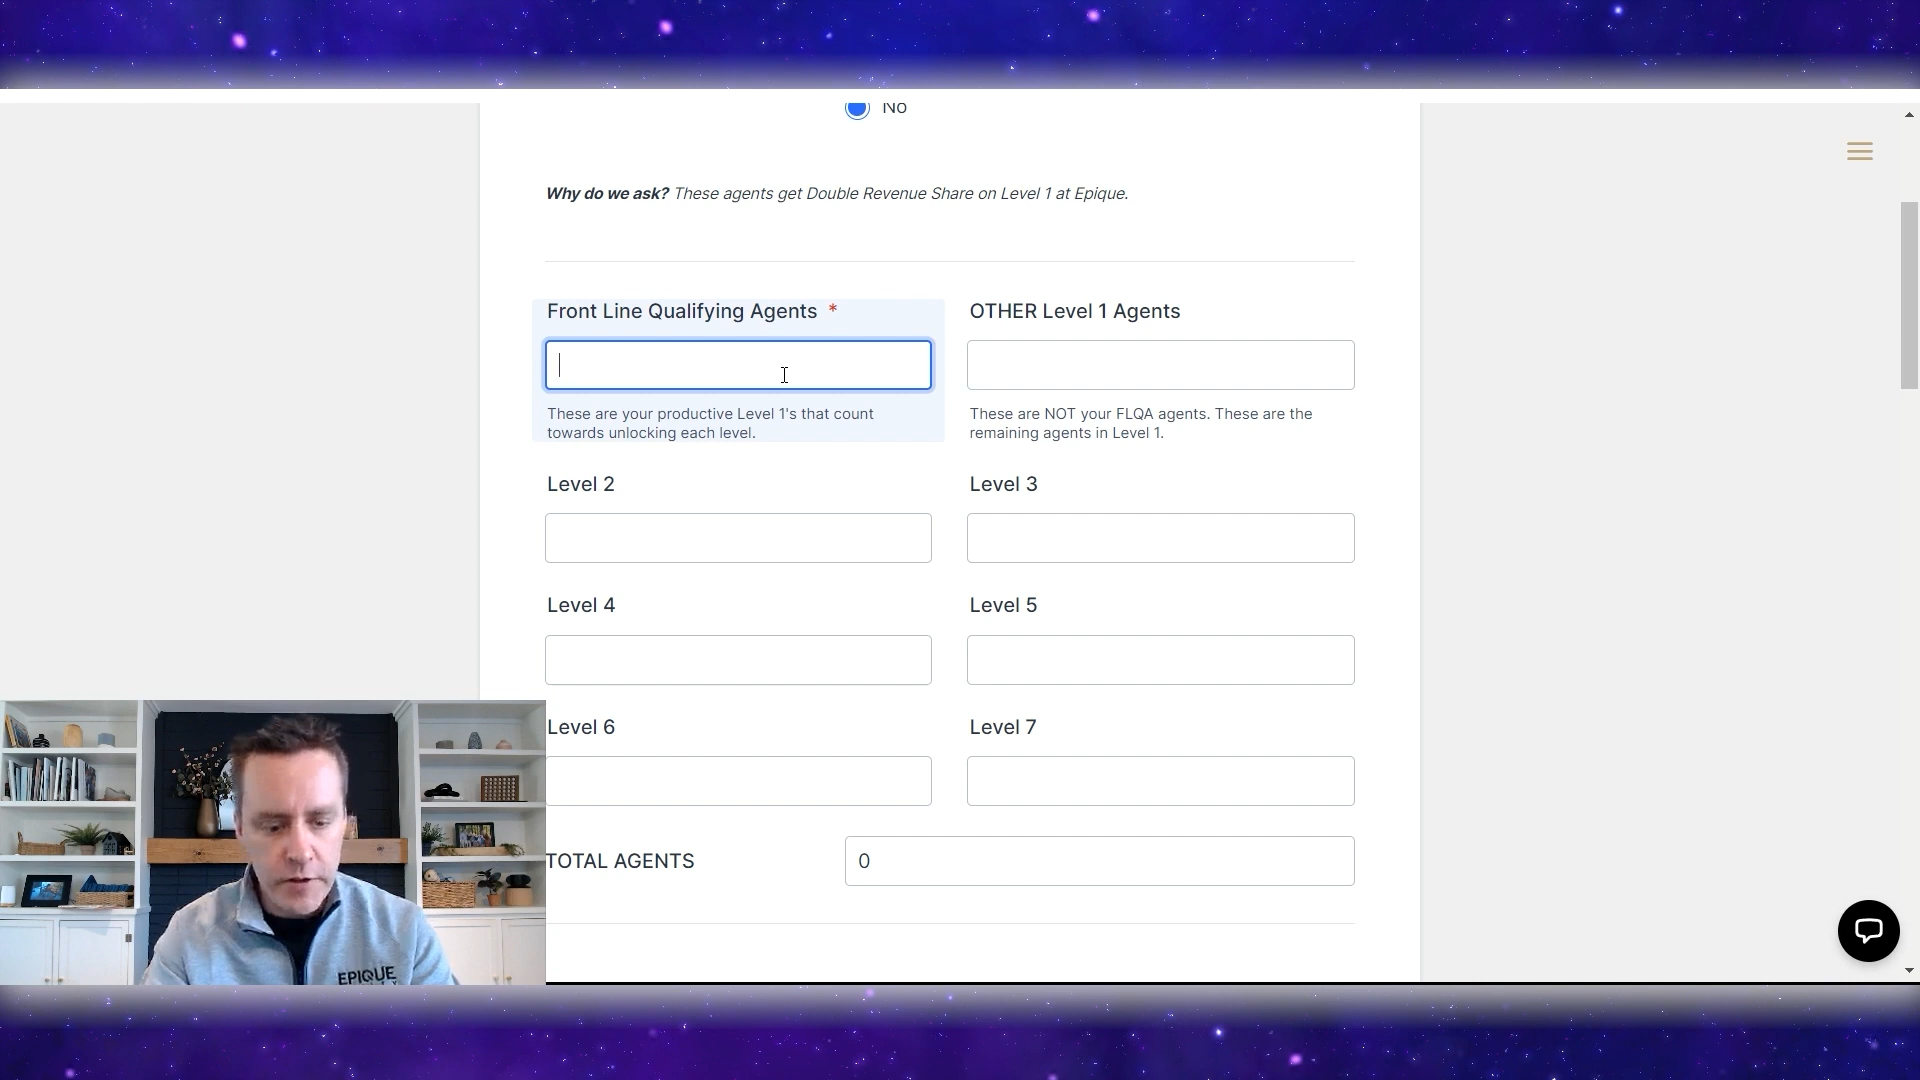 No
Why do we ask? These agents get Double Revenue Share on Level 1 at Epique.
Front Line Qualifying Agents *
OTHER Level 1 Agents
These are your productive Level 1's that count
towards unlocking each level.
These are NOT your FLQA agents. These are the
remaining agents in Level 1.
Level 2
Level 3
Level 4
Level 5
Level 6
Level 7
TOTAL AGENTS
0
EPIQUE